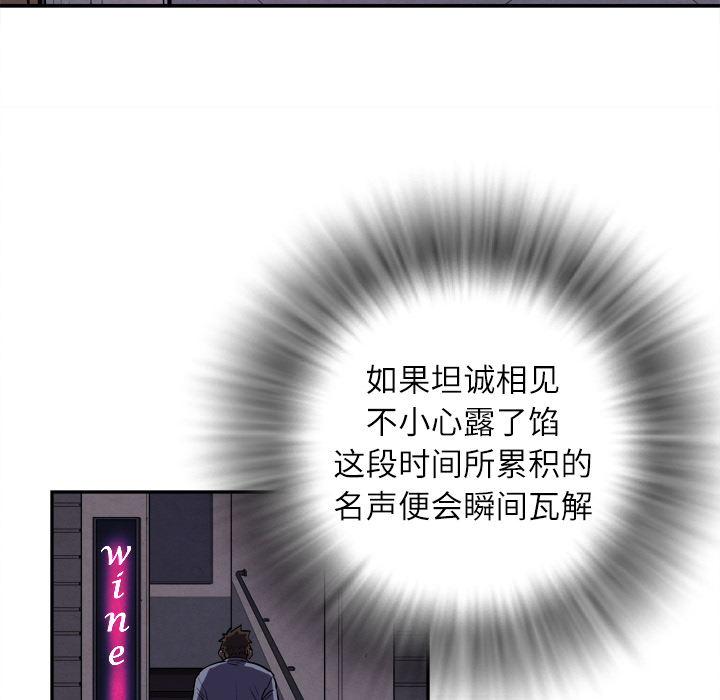 如果坦诚相见
不小心露了馅
这段时间所累积的
名声便会瞬间瓦解
wine